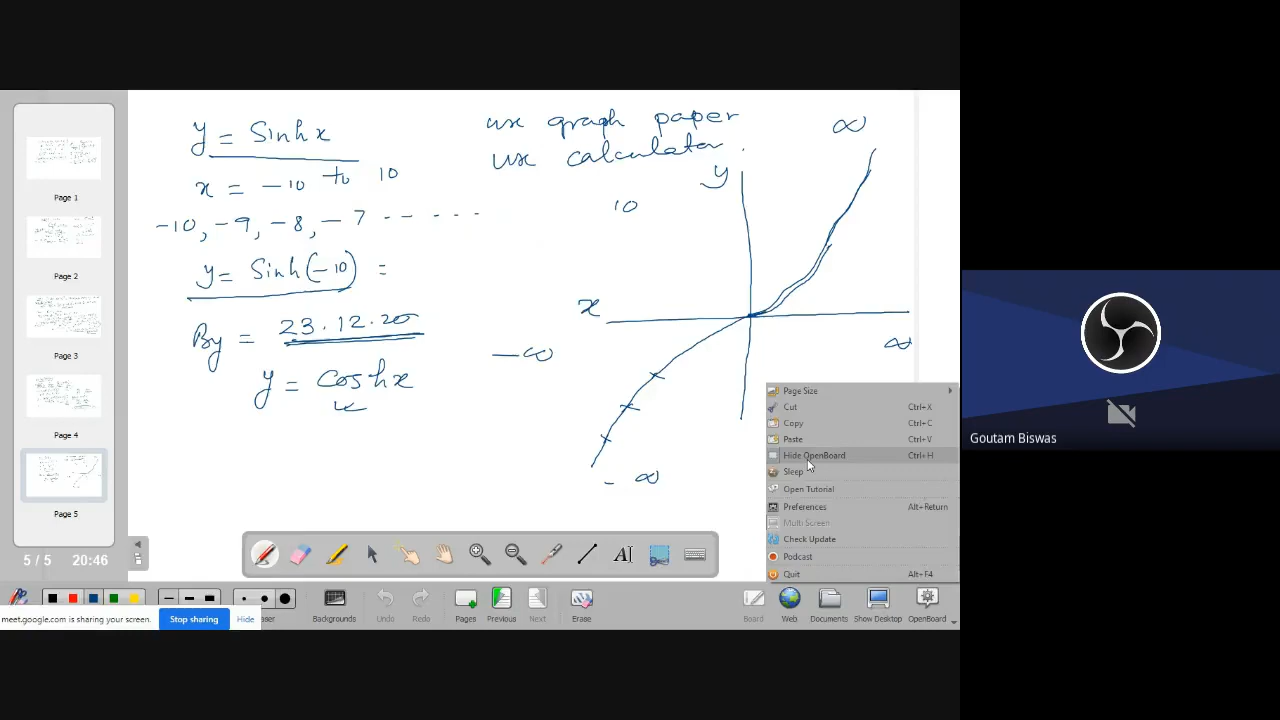 y = Sinh x
x = -10 to 10
-10, -9, -8, -7 -- -- - - -
y = Sinh(-10) =
By = 23.12.20
y = cosh x
use graph paper
use calculator.
10
y
∞
x
∞
-∞
- ∞
Page 1
Page 2
Page 3
Page 4
Page 5
5 / 5 20:46
Page Size
Cut Ctrl+X
Copy Ctrl+C
Paste Ctrl+V
Hide OpenBoard Ctrl+H
Sleep
Open Tutorial
Preferences Alt+Return
Multi Screen
Check Update
Podcast
Quit Alt+F4
AI
Backgrounds Undo Redo Pages Previous Next Erase Board Web Documents Show Desktop OpenBoard
meet.google.com is sharing your screen. Stop sharing Hide
Goutam Biswas